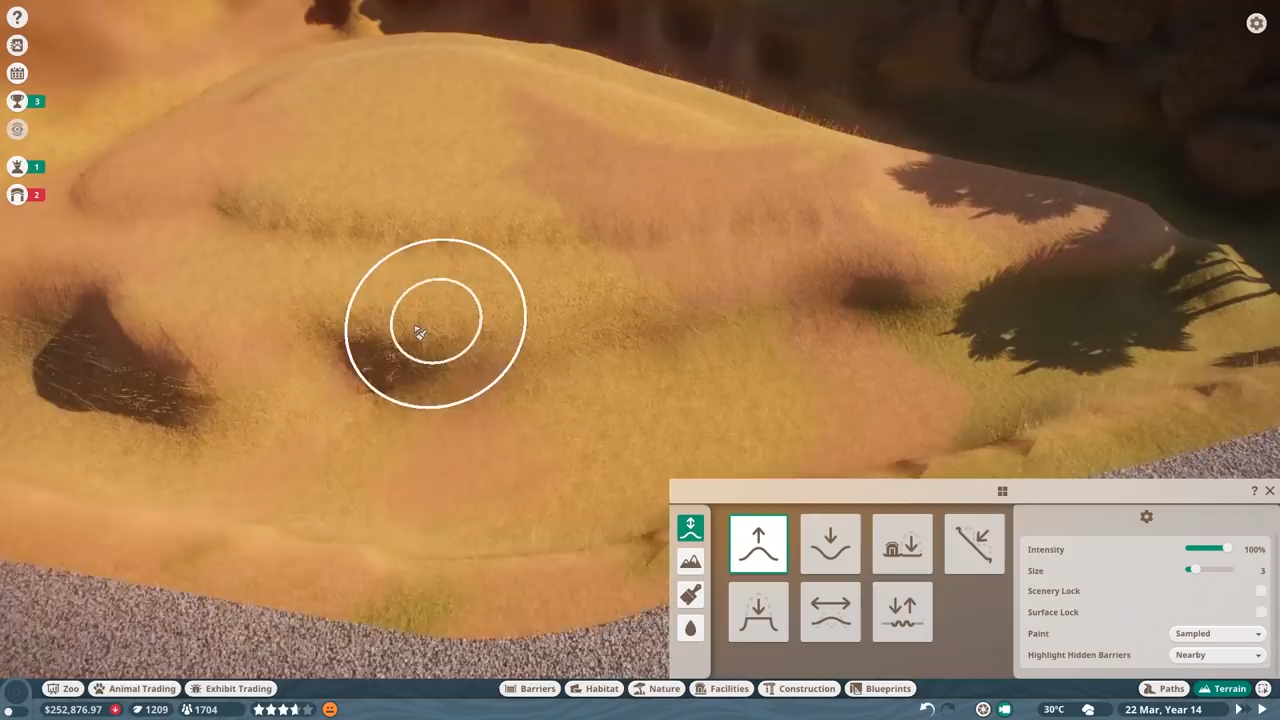 ?
3
1
2
? ×
Intensity 100%
Size 3
Scenery Lock
Surface Lock
Paint Sampled
Highlight Hidden Barriers Nearby
Zoo Animal Trading Exhibit Trading Barriers Habitat Nature Facilities Construction Blueprints Paths Terrain
$252,876.97 1209 1704 30°C 22 Mar, Year 14